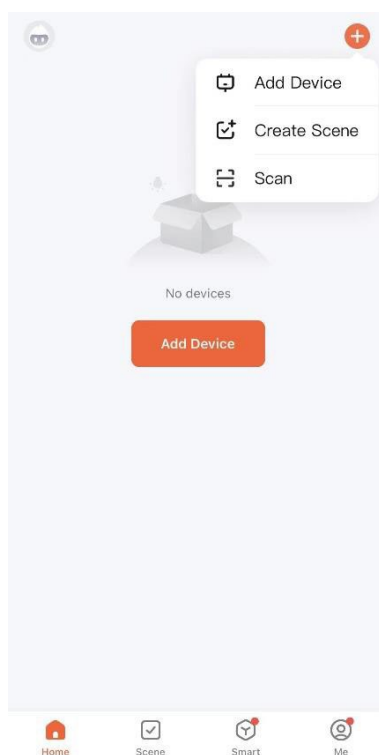 Add Device
Create Scene
Scan
No devices
Add Device
Home
Scene
Smart
Me